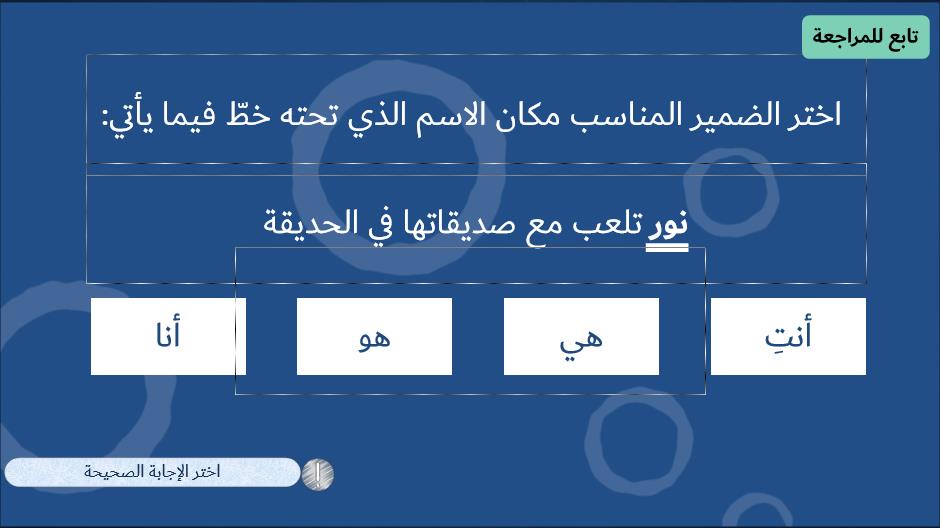 تابع للمراجعة
اختر الضمير المناسب مكان الاسم الذي تحته خطّ فيما يأتي:
نور تلعب مع صديقاتها في الحديقة
أنتِ
هي
هو
أنا
اختر الإجابة الصحيحة